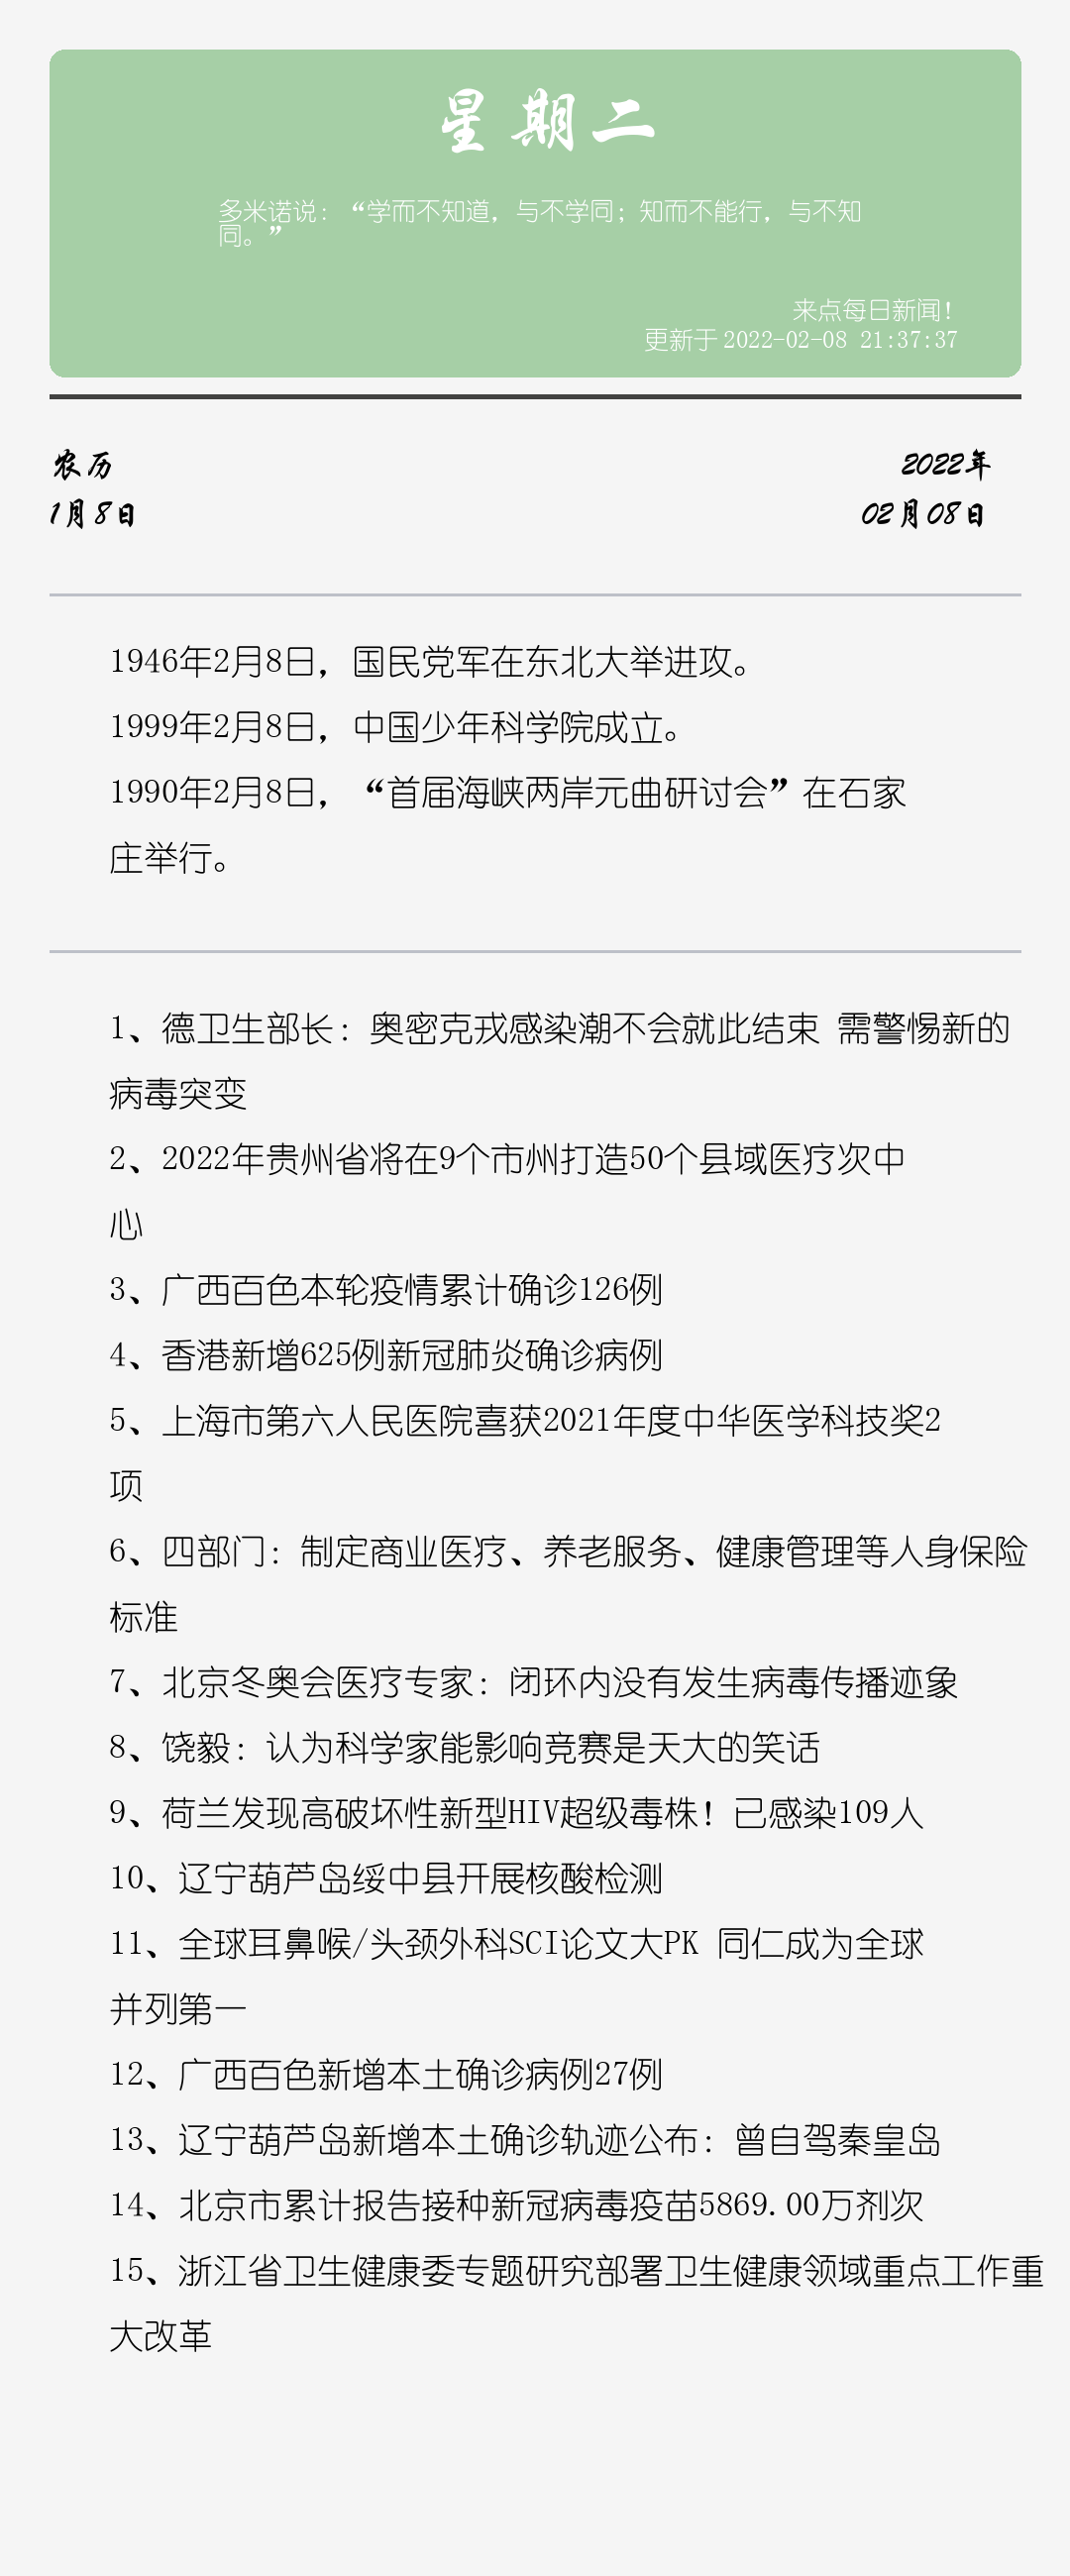 星期二
多米诺说：“学而不知道，与不学同；知而不能行，与不知
同。”
来点每日新闻！
更新于2022-02-08 21:37:37
农历
2022年
1月8日
02月08日
1946年2月8日，国民党军在东北大举进攻。
1999年2月8日，中国少年科学院成立。
1990年2月8日，“首届海峡两岸元曲研讨会”在石家
庄举行。
1、德卫生部长：奥密克戎感染潮不会就此结束 需警惕新的
病毒突变
2、2022年贵州省将在9个市州打造50个县域医疗次中
心
3、广西百色本轮疫情累计确诊126例
4、香港新增625例新冠肺炎确诊病例
5、上海市第六人民医院喜获2021年度中华医学科技奖2
项
6、四部门：制定商业医疗、养老服务、健康管理等人身保险
标准
7、北京冬奥会医疗专家：闭环内没有发生病毒传播迹象
8、饶毅：认为科学家能影响竞赛是天大的笑话
9、荷兰发现高破坏性新型HIV超级毒株！已感染109人
10、辽宁葫芦岛绥中县开展核酸检测
11、全球耳鼻喉/头颈外科SCI论文大PK 同仁成为全球
并列第一
12、广西百色新增本土确诊病例27例
13、辽宁葫芦岛新增本土确诊轨迹公布：曾自驾秦皇岛
14、北京市累计报告接种新冠病毒疫苗5869.00万剂次
15、浙江省卫生健康委专题研究部署卫生健康领域重点工作重
大改革